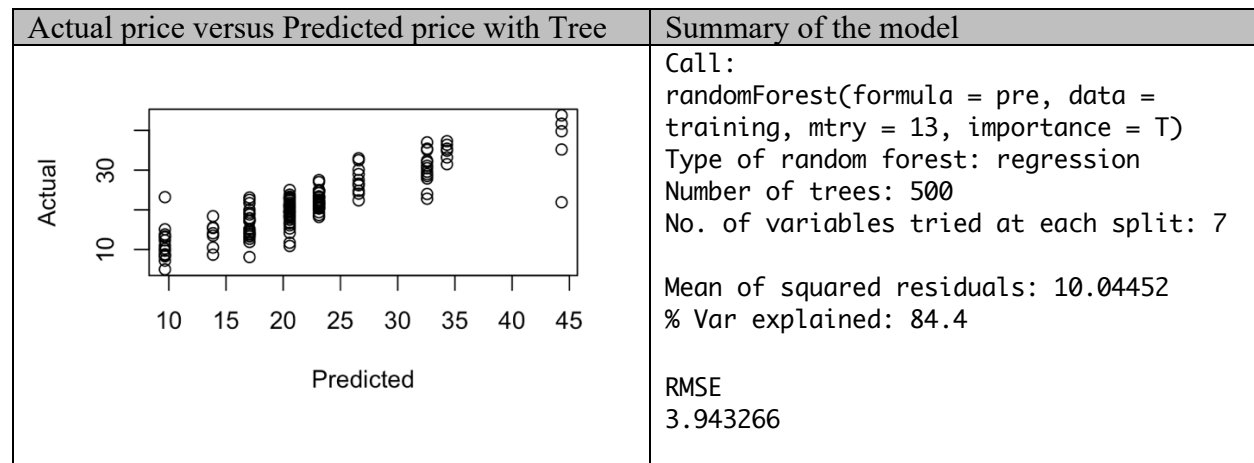 Actual price versus Predicted price with Tree
Summary of the model
Actual
30
10
10 15 20 25 30 35 40 45
Predicted
Call:
randomForest(formula = pre, data =
training, mtry = 13, importance = T)
Type of random forest: regression
Number of trees: 500
No. of variables tried at each split: 7
Mean of squared residuals: 10.04452
% Var explained: 84.4
RMSE
3.943266